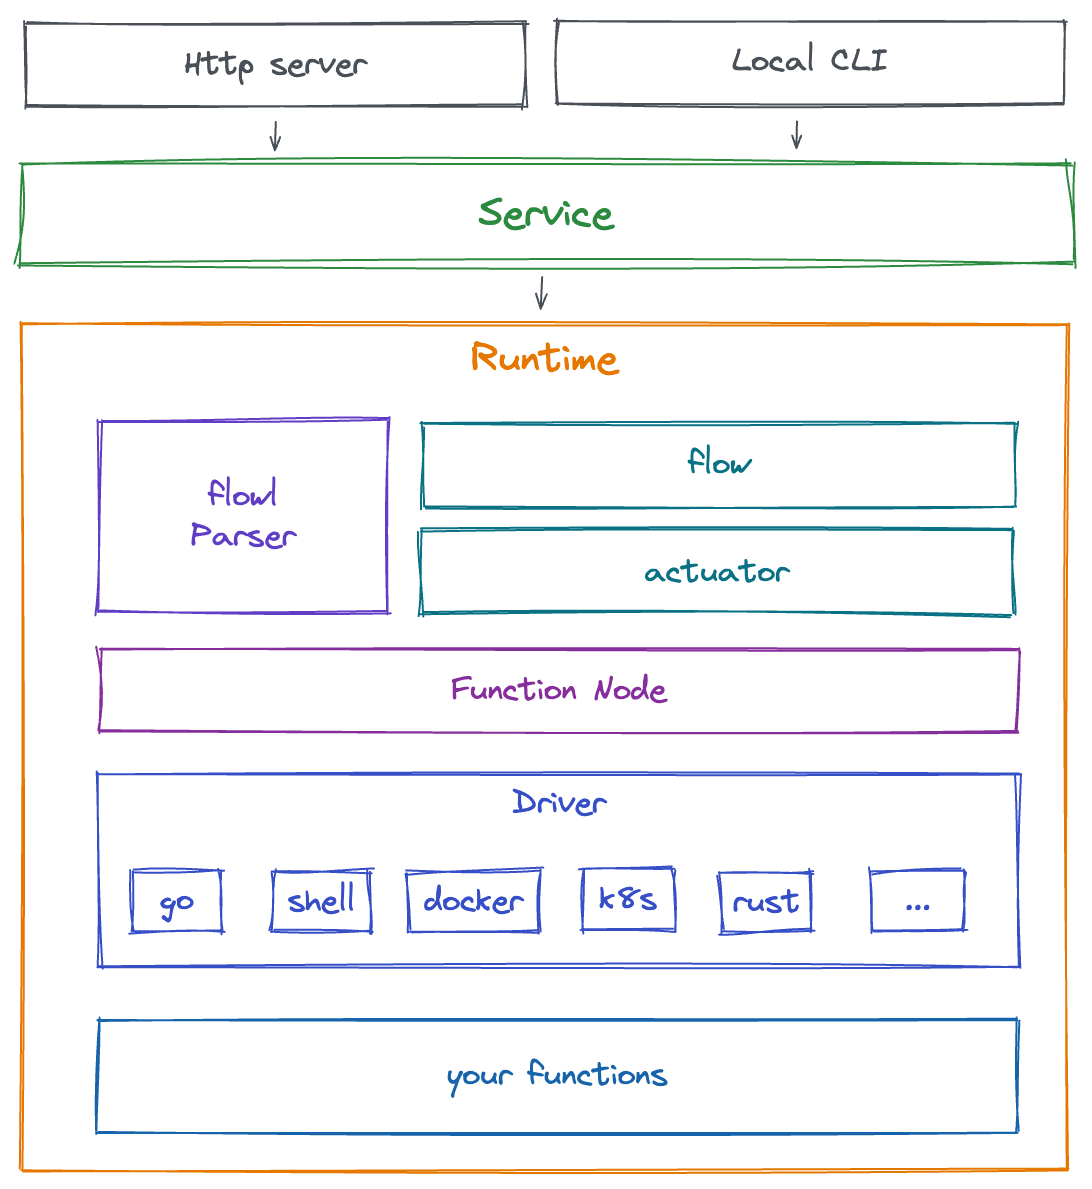 Http server
Local CLI
Service
Runtime
flowl
Parser
flow
actuator
Function Node
Driver
go
shell
docker
k8s
rust
...
your functions